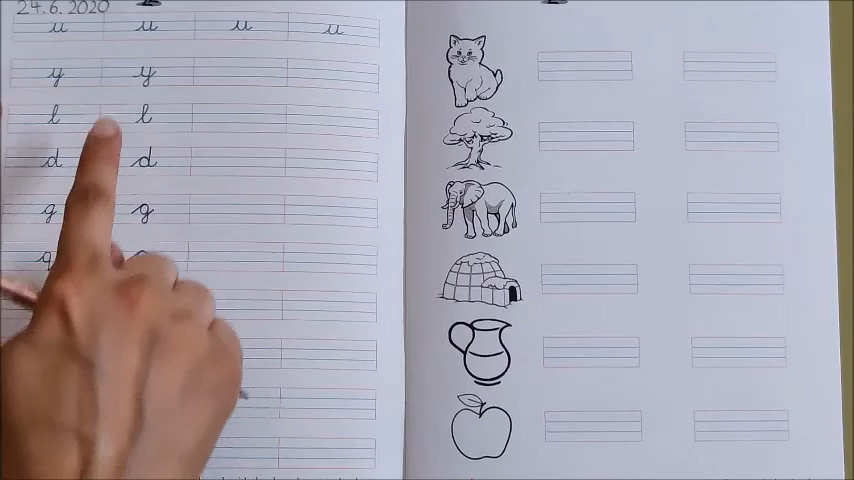 24.6.2020
u u u u
y y
l l
d d
g g
q